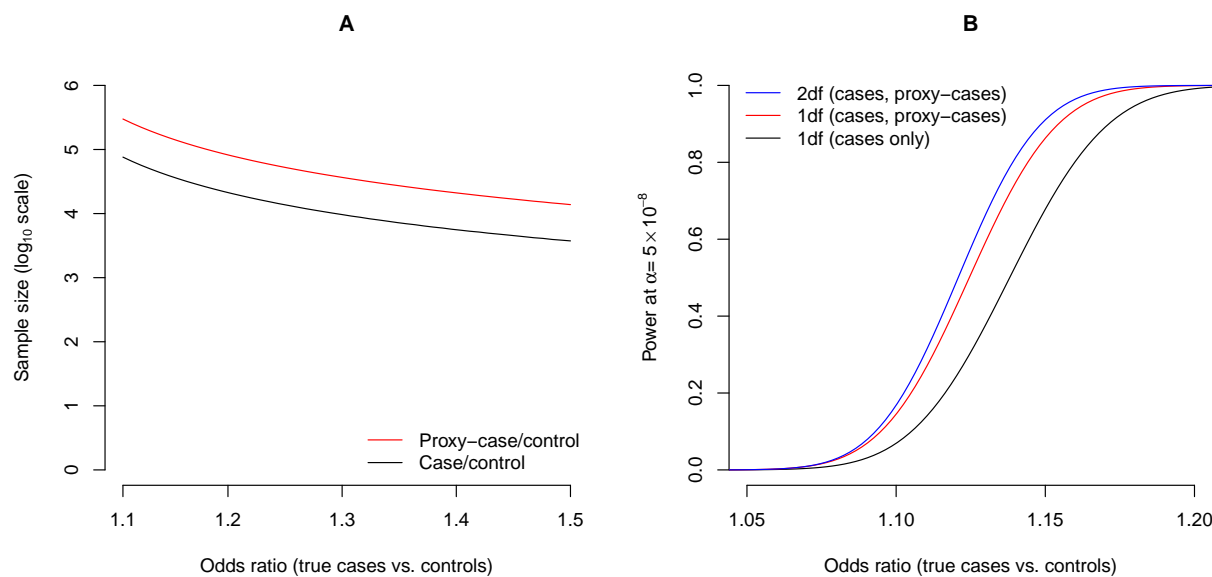 A
6
5
4
3
2
1
0
Sample size (log₁₀ scale)
Proxy−case/control
Case/control
1.1 1.2 1.3 1.4 1.5
Odds ratio (true cases vs. controls)
B
1.0
0.8
0.6
0.4
0.2
0.0
Power at α= 5 × 10⁻⁸
2df (cases, proxy−cases)
1df (cases, proxy−cases)
1df (cases only)
1.05 1.10 1.15 1.20
Odds ratio (true cases vs. controls)